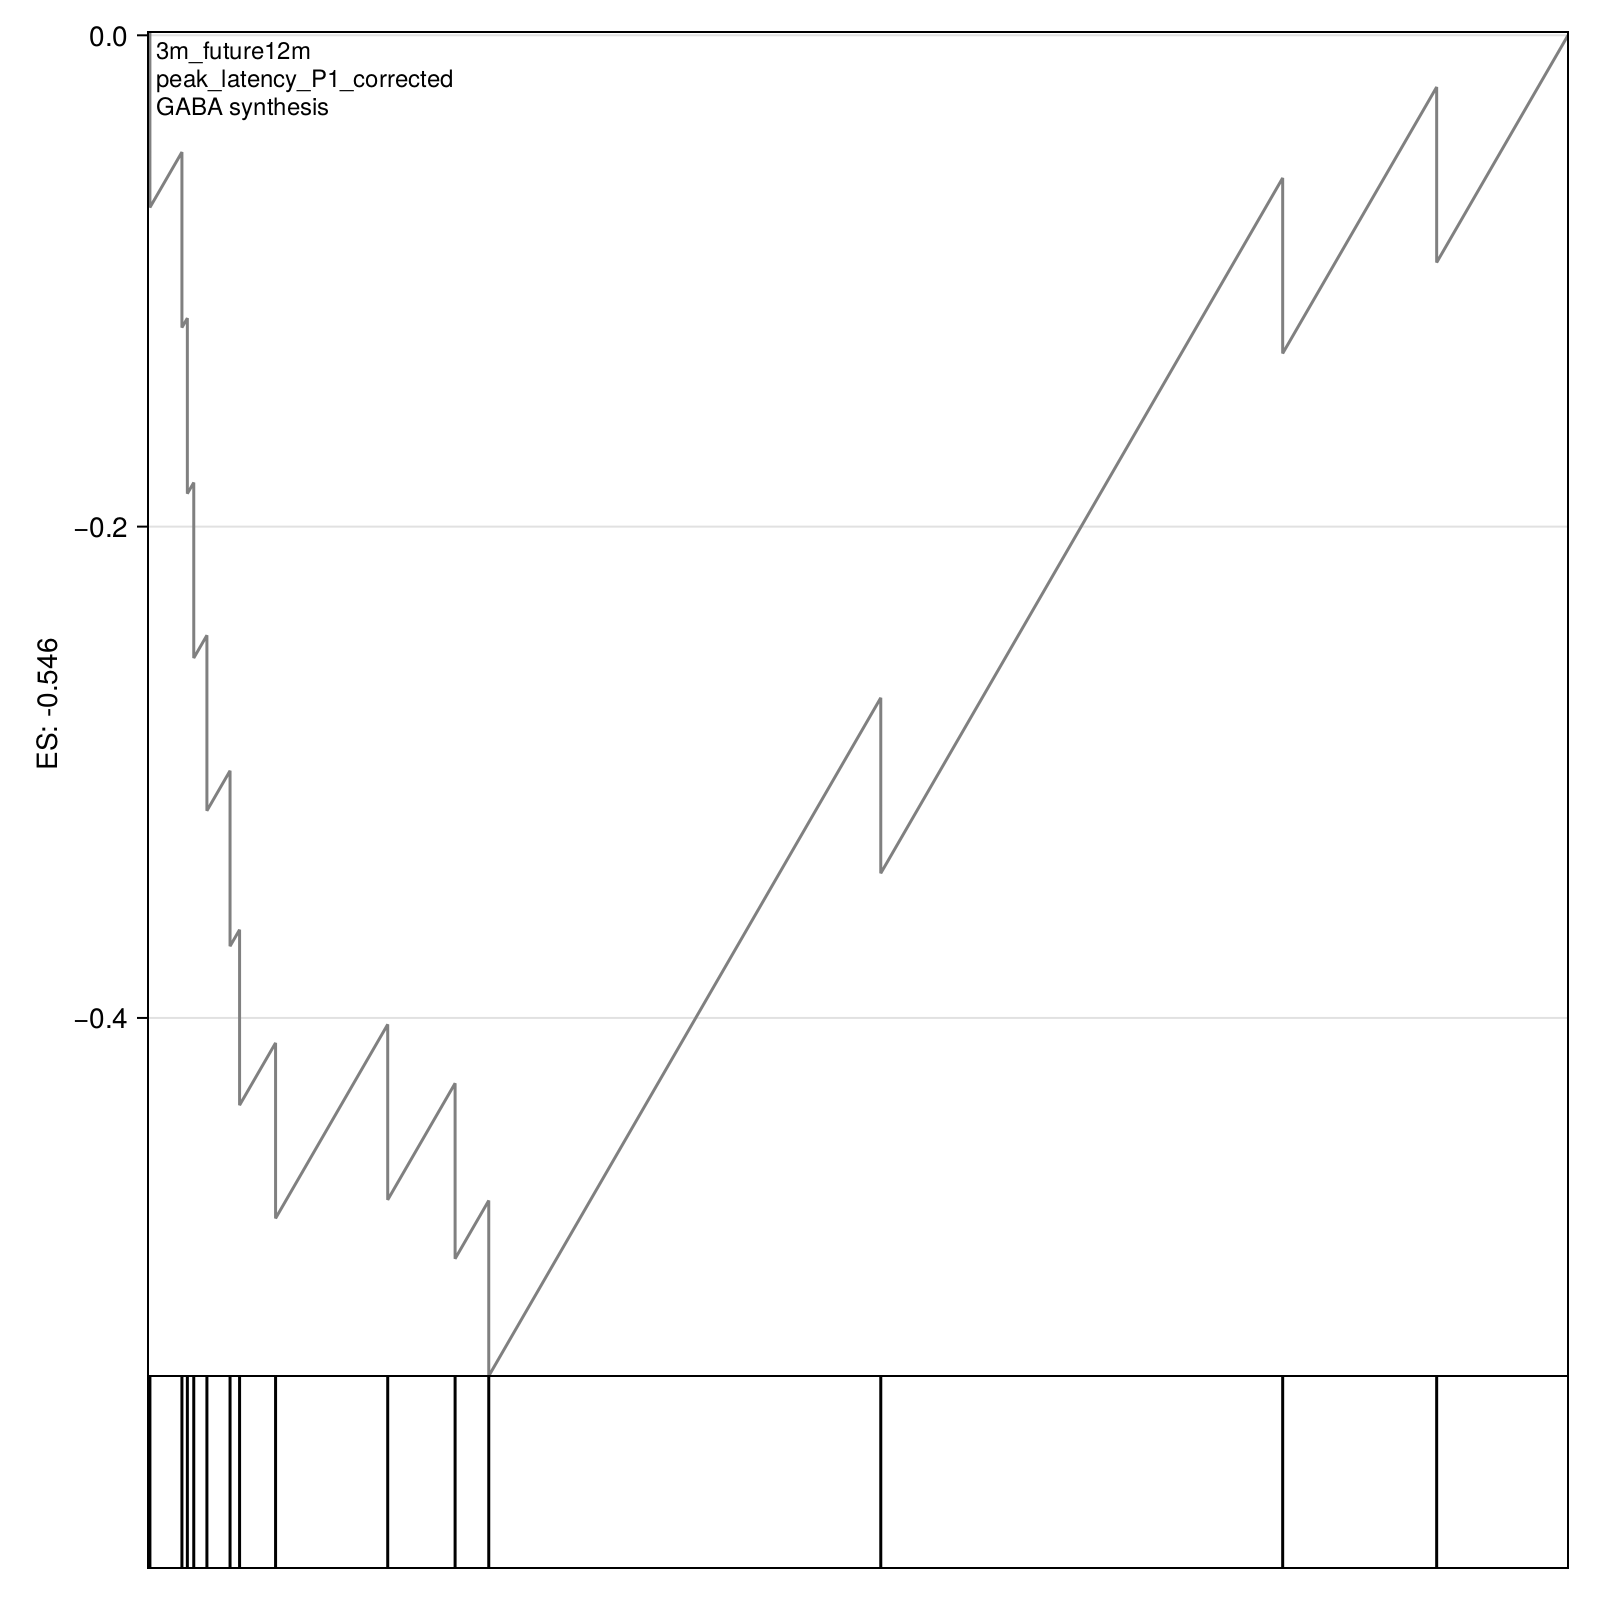 0.0
3m_future12m
peak_latency_P1_corrected
GABA synthesis
−0.2
ES: -0.546
−0.4